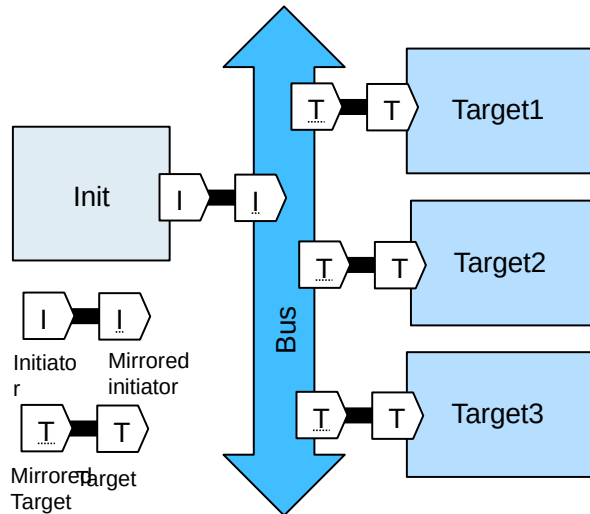 T T Target1
Init
I I
T T Target2
Bus
I I
Initiato
r
Mirrored
initiator
T T Target3
T T
Mirrored
Target
Target